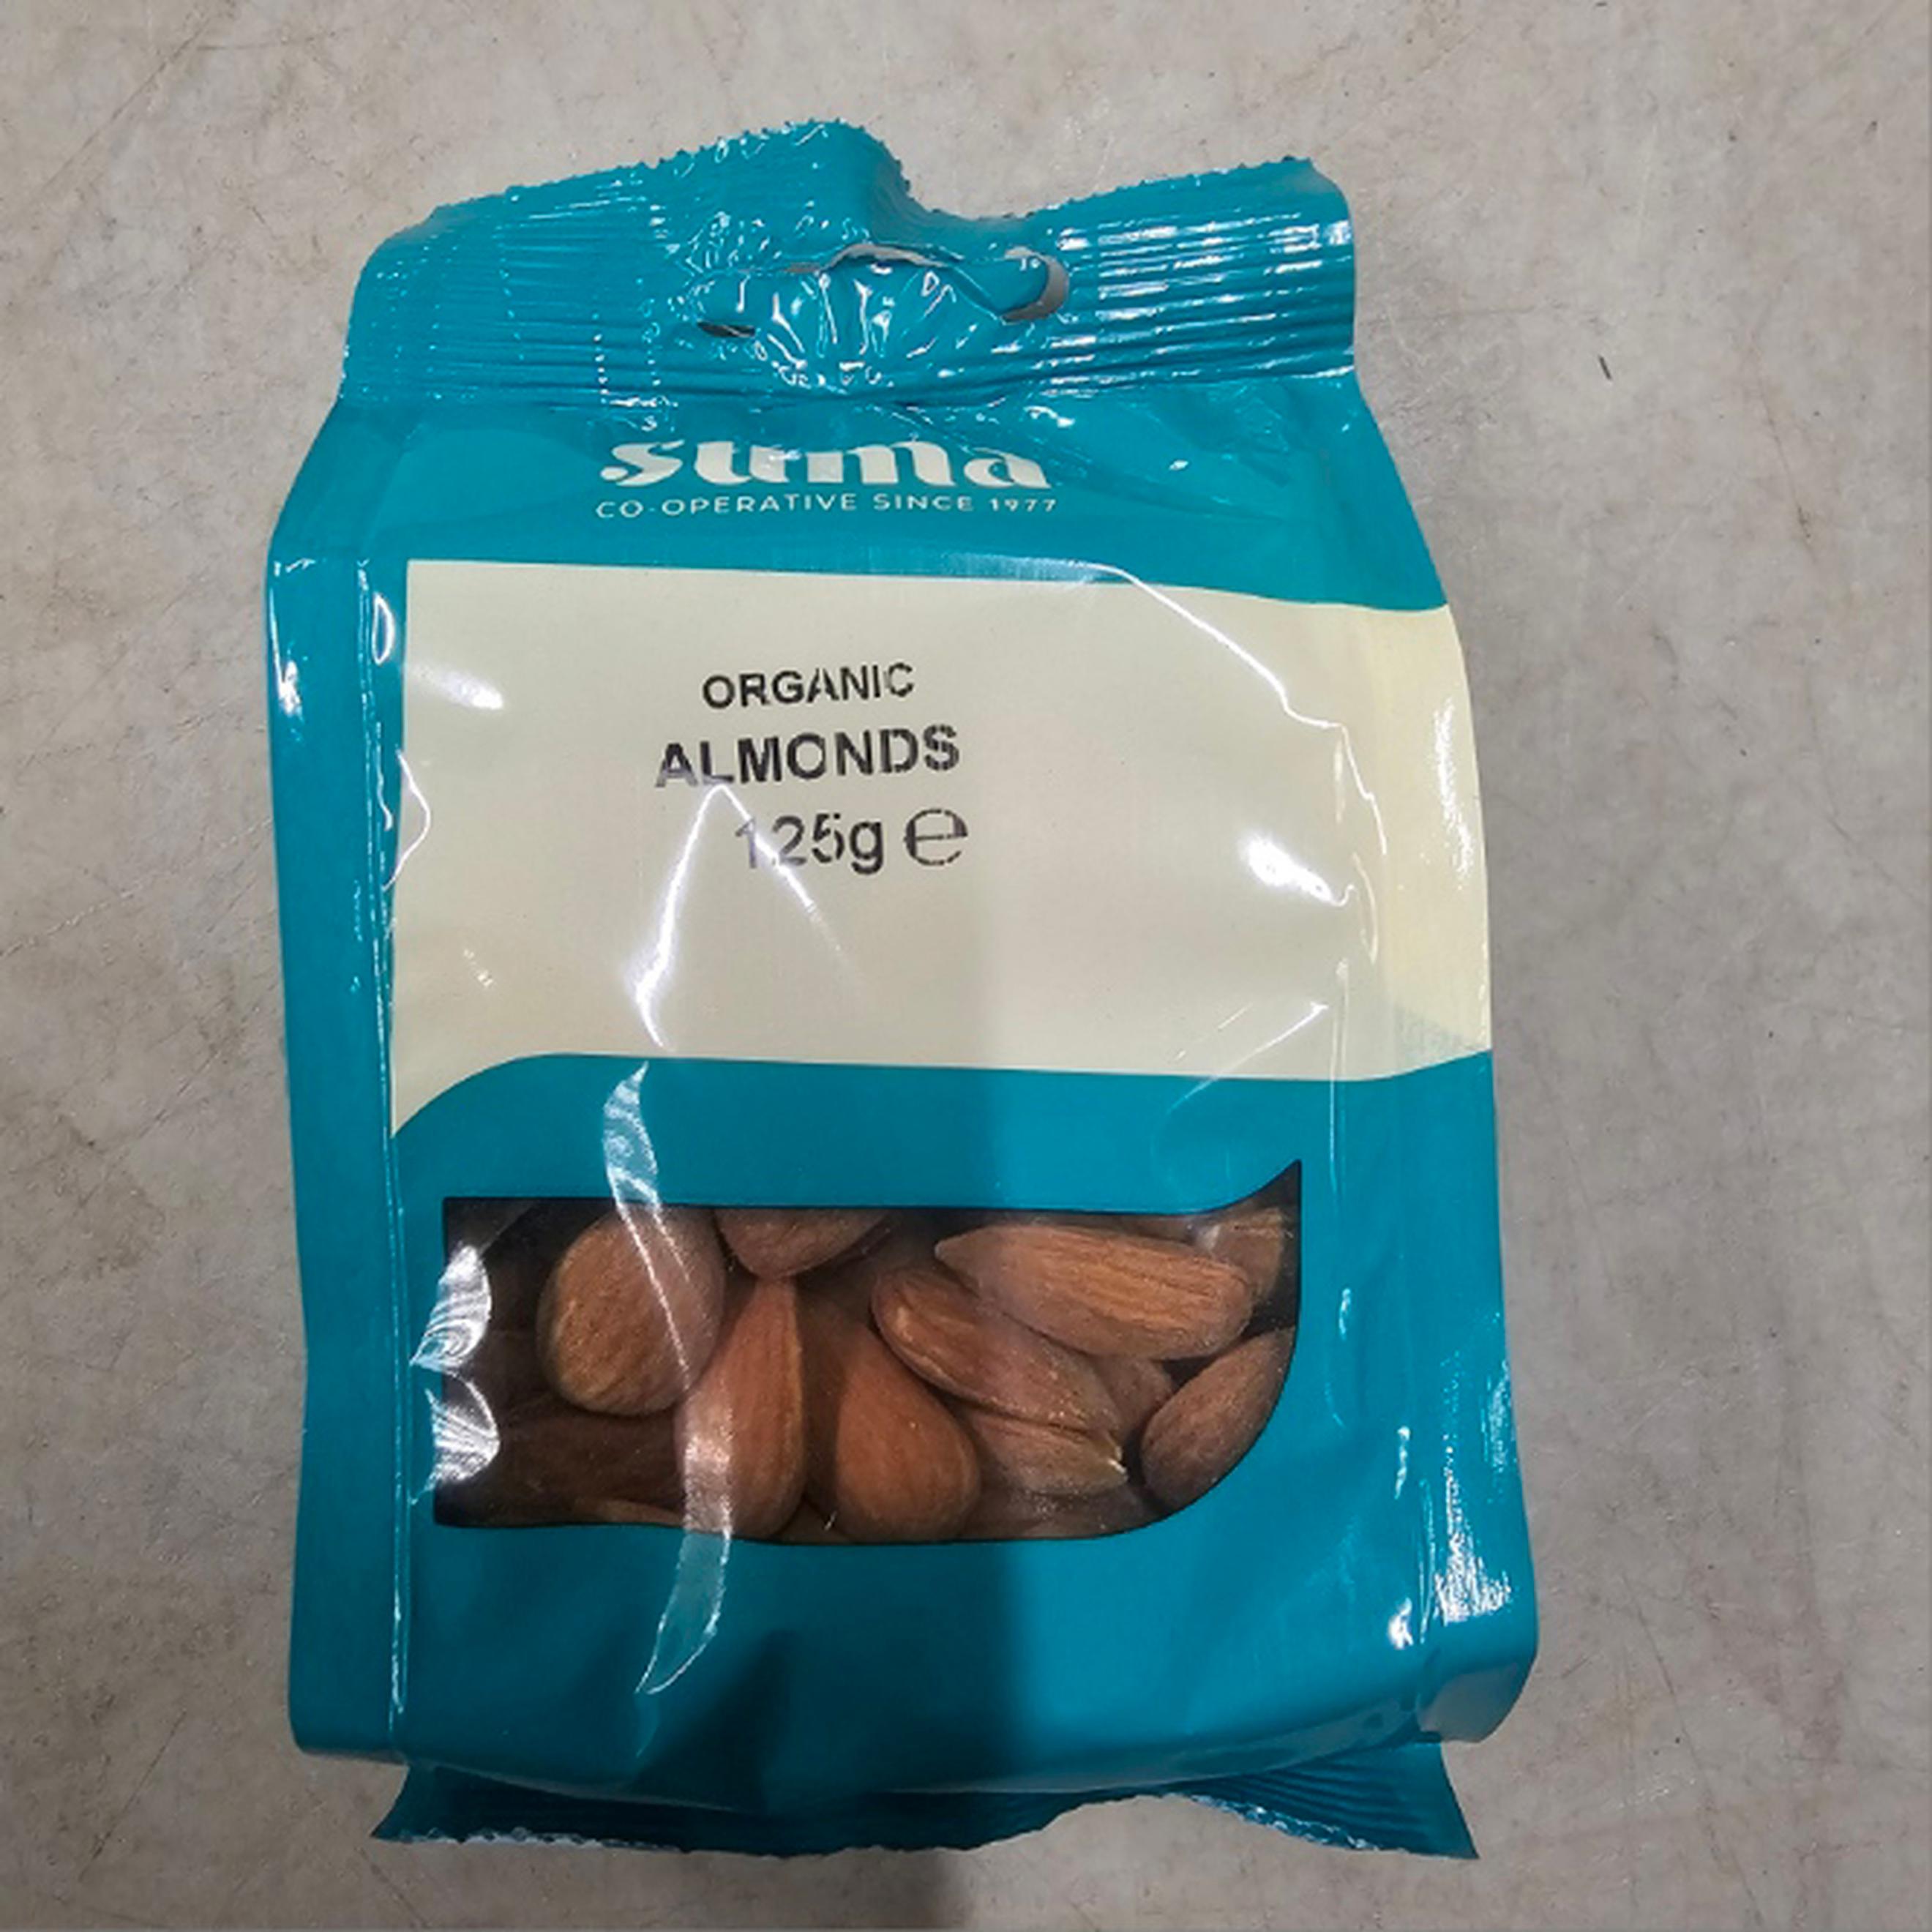 suma
CO-OPERATIVE SINCE 1977
ORGANIC
ALMONDS
125g ℮